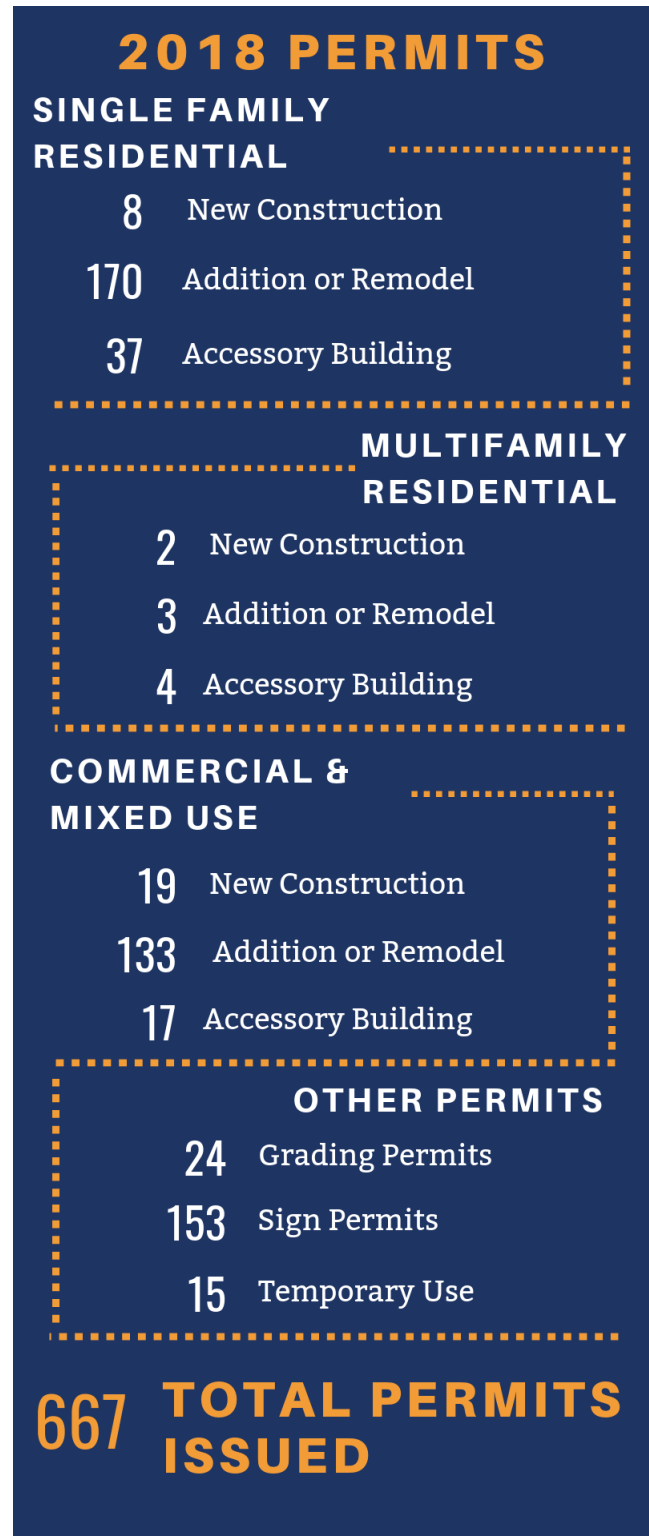 2018 PERMITS
SINGLE FAMILY
RESIDENTIAL
8 New Construction
170 Addition or Remodel
37 Accessory Building
MULTIFAMILY
RESIDENTIAL
2 New Construction
3 Addition or Remodel
4 Accessory Building
COMMERCIAL &
MIXED USE
19 New Construction
133 Addition or Remodel
17 Accessory Building
OTHER PERMITS
24 Grading Permits
153 Sign Permits
15 Temporary Use
667 TOTAL PERMITS
ISSUED